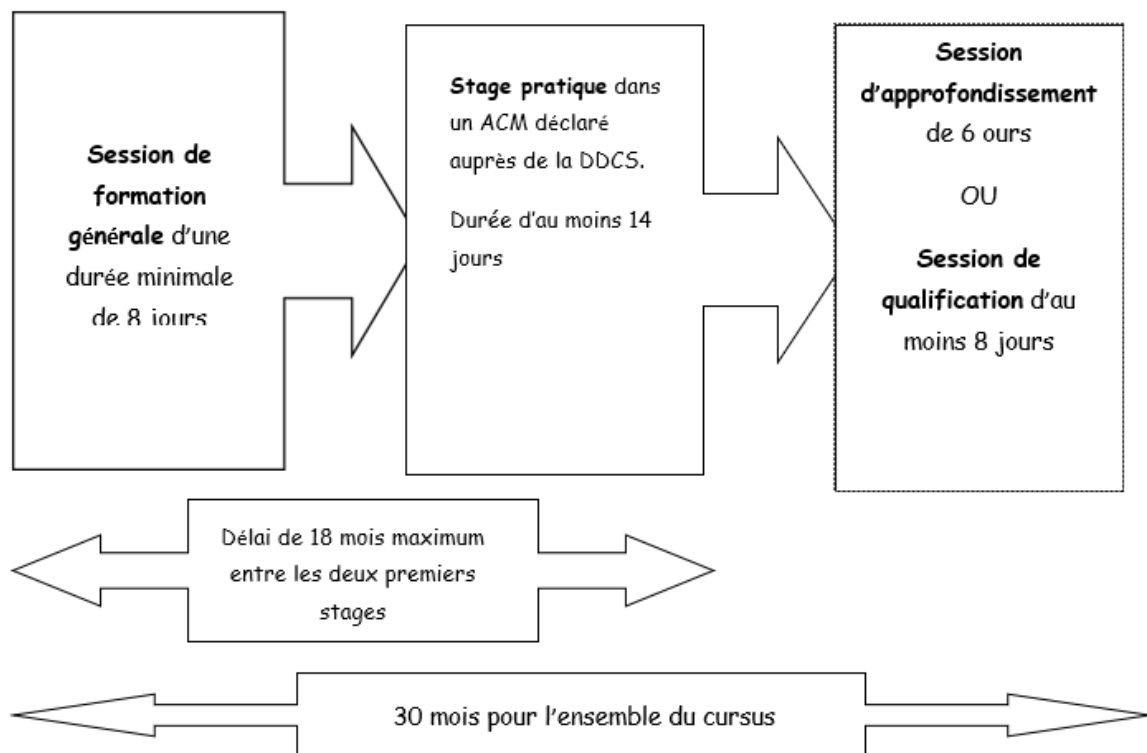 Session de
formation
générale d'une
durée minimale
de 8 jours
Stage pratique dans
un ACM déclaré
auprès de la DDCS.
Durée d'au moins 14
jours
Session
d'approfondissement
de 6 ours
OU
Session de
qualification d'au
moins 8 jours
Délai de 18 mois maximum
entre les deux premiers
stages
30 mois pour l'ensemble du cursus